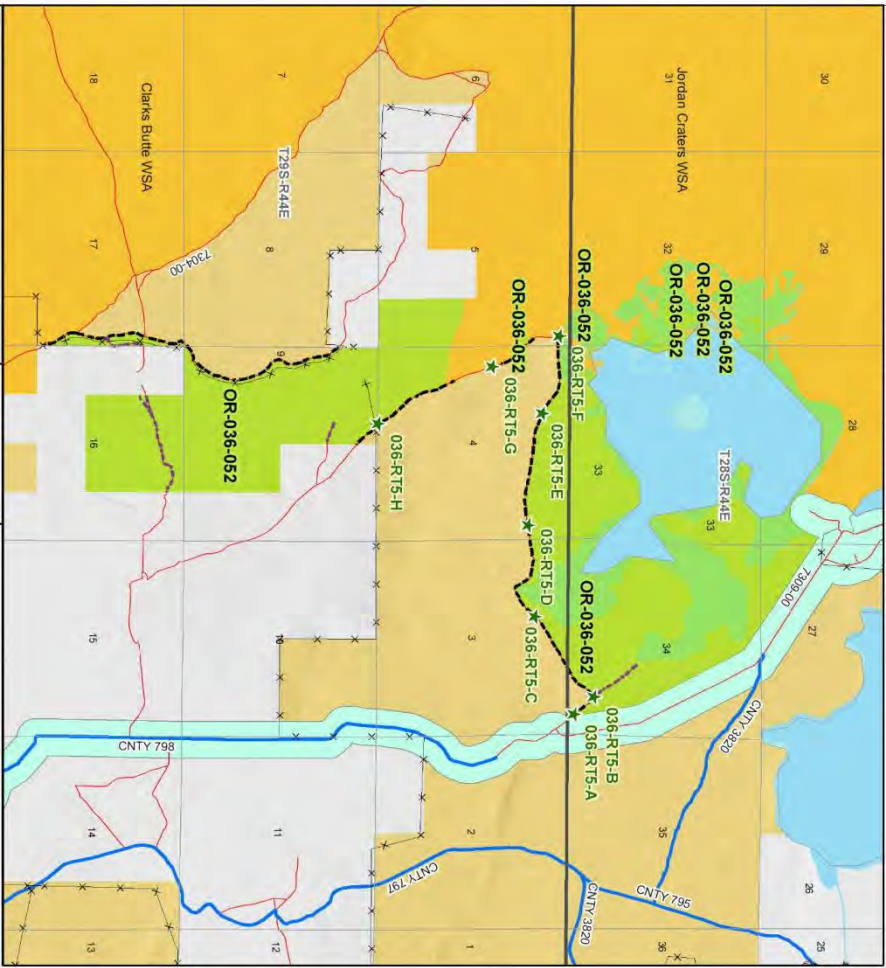 30
29
28
27
26
25
7309-00
CNTY 3820
T28S-R44E
OR-036-052
OR-036-052
OR-036-052
Jordan Craters WSA
31
32
33
33
34
35
36
CNTY 795
CNTY 3820
036-RT5-B
036-RT5-A
OR-036-052
OR-036-052
036-RT5-F
036-RT5-E
036-RT5-D
036-RT5-C
OR-036-052
036-RT5-G
6
5
4
3
2
1
CNTY 797
036-RT5-H
T29S-R44E
7
8
9
10
11
12
7304-00
OR-036-052
Clarks Butte WSA
CNTY 798
18
17
16
15
14
13